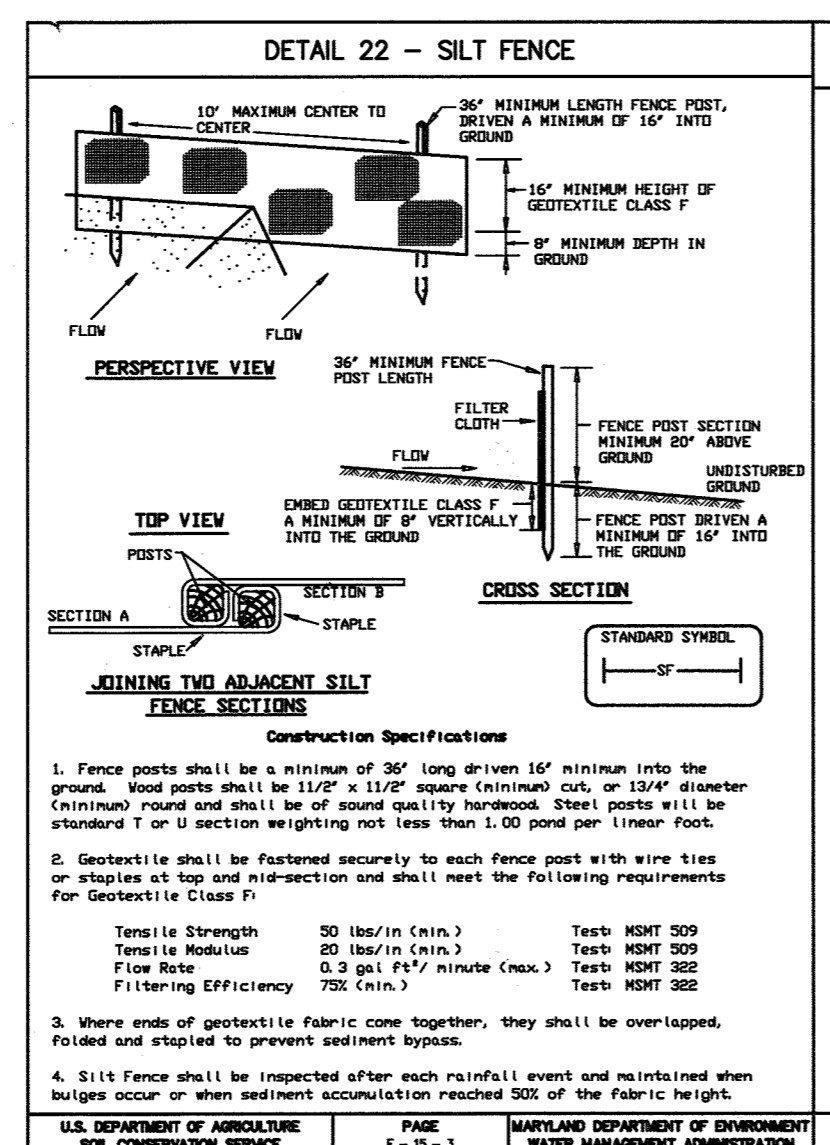 DETAIL 22 - SILT FENCE
10' MAXIMUM CENTER TO
CENTER
36" MINIMUM LENGTH FENCE POST,
DRIVEN A MINIMUM OF 16" INTO
GROUND
16" MINIMUM HEIGHT OF
GEOTEXTILE CLASS F
8" MINIMUM DEPTH IN
GROUND
FLOW
FLOW
PERSPECTIVE VIEW
36" MINIMUM FENCE
POST LENGTH
FILTER
CLOTH
FLOW
FENCE POST SECTION
MINIMUM 20" ABOVE
GROUND
UNDISTURBED
GROUND
EMBED GEOTEXTILE CLASS F
A MINIMUM OF 8" VERTICALLY
INTO THE GROUND
FENCE POST DRIVEN A
MINIMUM OF 16" INTO
THE GROUND
CROSS SECTION
TOP VIEW
POSTS
SECTION B
SECTION A
STAPLE
STAPLE
JOINING TWO ADJACENT SILT
FENCE SECTIONS
STANDARD SYMBOL
SF
Construction Specifications
1. Fence posts shall be a minimum of 36" long driven 16" minimum into the
ground. Wood posts shall be 11/2" x 11/2" square (minimum) cut, or 13/4" diameter
(minimum) round and shall be of sound quality hardwood. Steel posts will be
standard T or U section weighting not less than 1.00 pond per linear foot.
2. Geotextile shall be fastened securely to each fence post with wire ties
or staples at top and mid-section and shall meet the following requirements
for Geotextile Class F:
Tensile Strength 50 lbs/in (min.) Test: MSMT 509
Tensile Modulus 20 lbs/in (min.) Test: MSMT 509
Flow Rate 0.3 gal ft²/ minute (max.) Test: MSMT 322
Filtering Efficiency 75% (min.) Test: MSMT 322
3. Where ends of geotextile fabric come together, they shall be overlapped,
folded and stapled to prevent sediment bypass.
4. Silt Fence shall be inspected after each rainfall event and maintained when
bulges occur or when sediment accumulation reached 50% of the fabric height.
U.S. DEPARTMENT OF AGRICULTURE
SOIL CONSERVATION SERVICE
PAGE
E - 15 - 3
MARYLAND DEPARTMENT OF ENVIRONMENT
WATER MANAGEMENT ADMINISTRATION